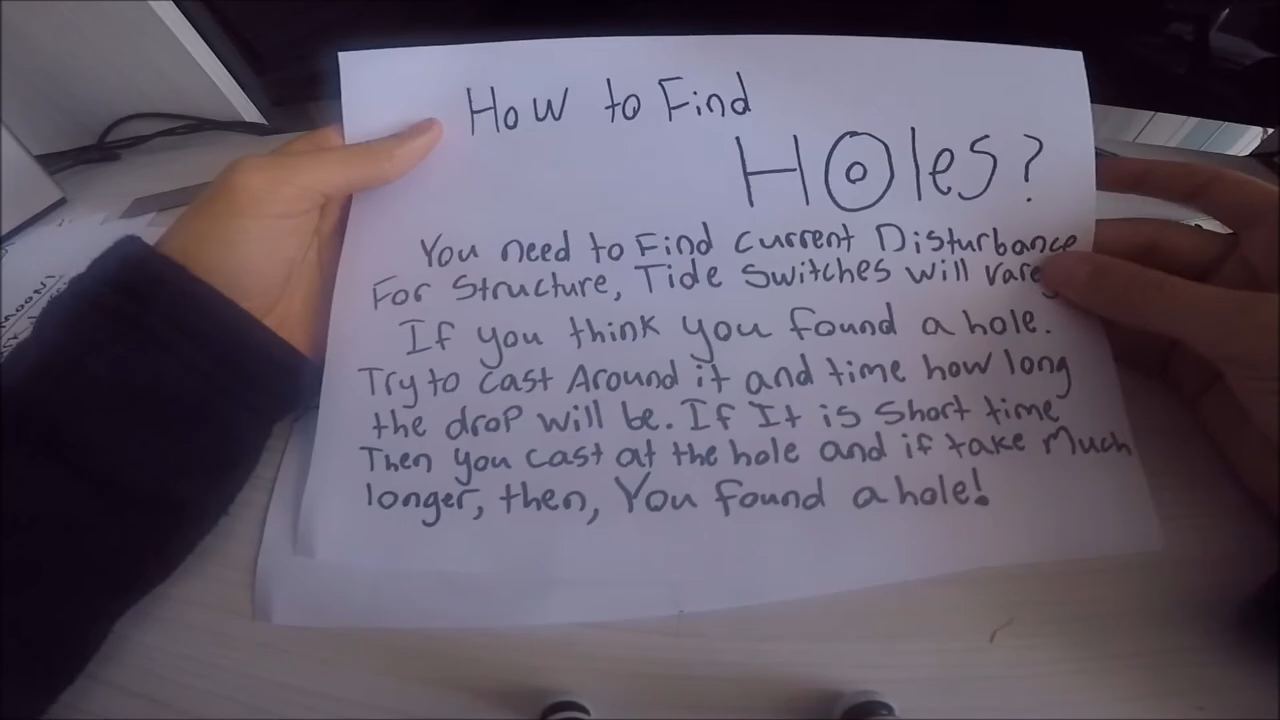 How to Find
Holes?
You need to Find current Disturbance
For Structure, Tide Switches will vare
If you think you found a hole.
Try to cast Around it and time how long
the drop will be. If It is short time
Then you cast at the hole and if take Much
longer, then, You found a hole!